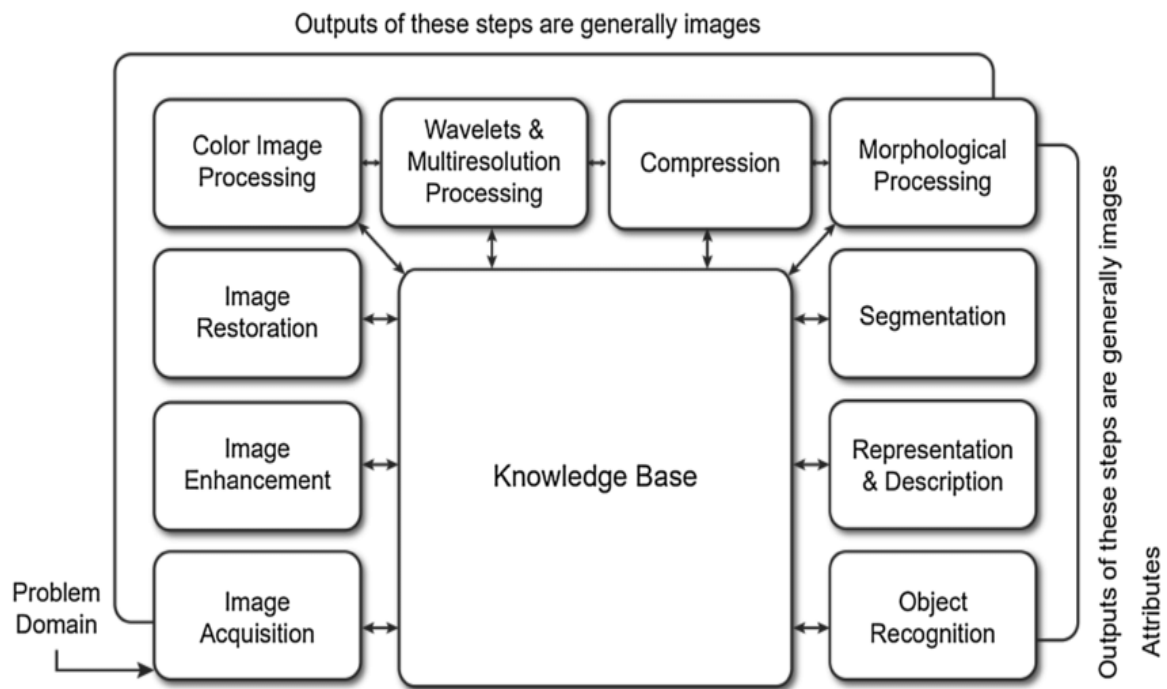 Outputs of these steps are generally images
Color Image
Processing
Wavelets &
Multiresolution
Processing
Compression
Morphological
Processing
Image
Restoration
Segmentation
Image
Enhancement
Knowledge Base
Representation
& Description
Problem
Domain
Image
Acquisition
Object
Recognition
Outputs of these steps are generally images
Attributes